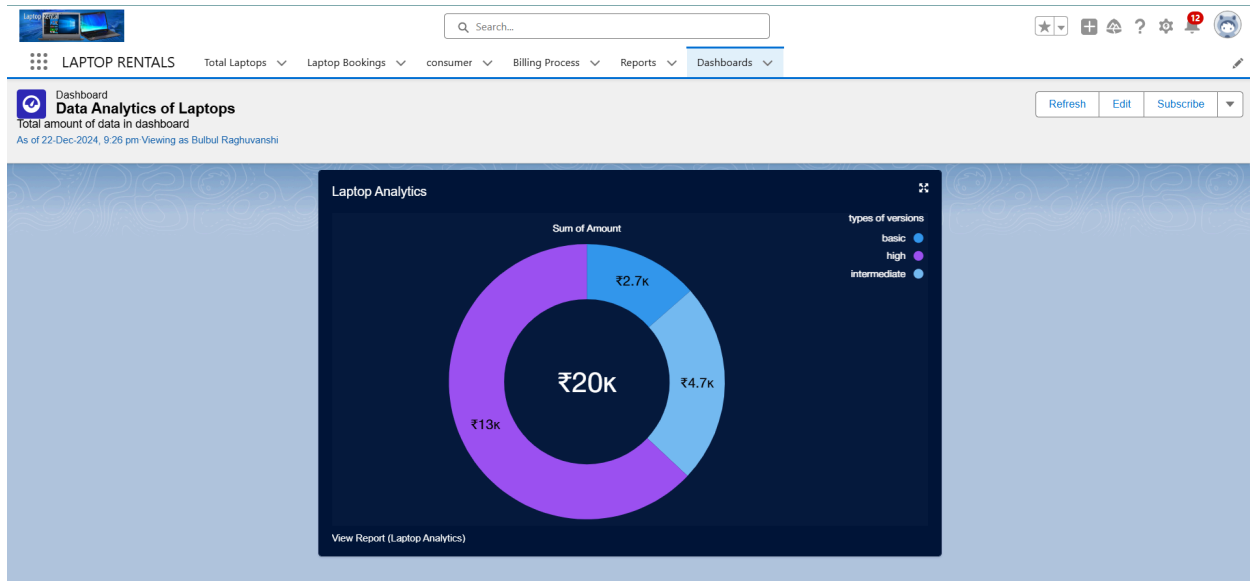 Laptop Rental
Search...
12
LAPTOP RENTALS
Total Laptops
Laptop Bookings
consumer
Billing Process
Reports
Dashboards
Dashboard
Data Analytics of Laptops
Total amount of data in dashboard
As of 22-Dec-2024, 9:26 pm·Viewing as Bulbul Raghuvanshi
Refresh
Edit
Subscribe
Laptop Analytics
Sum of Amount
types of versions
basic
high
intermediate
₹2.7K
₹4.7K
₹13K
₹20K
View Report (Laptop Analytics)